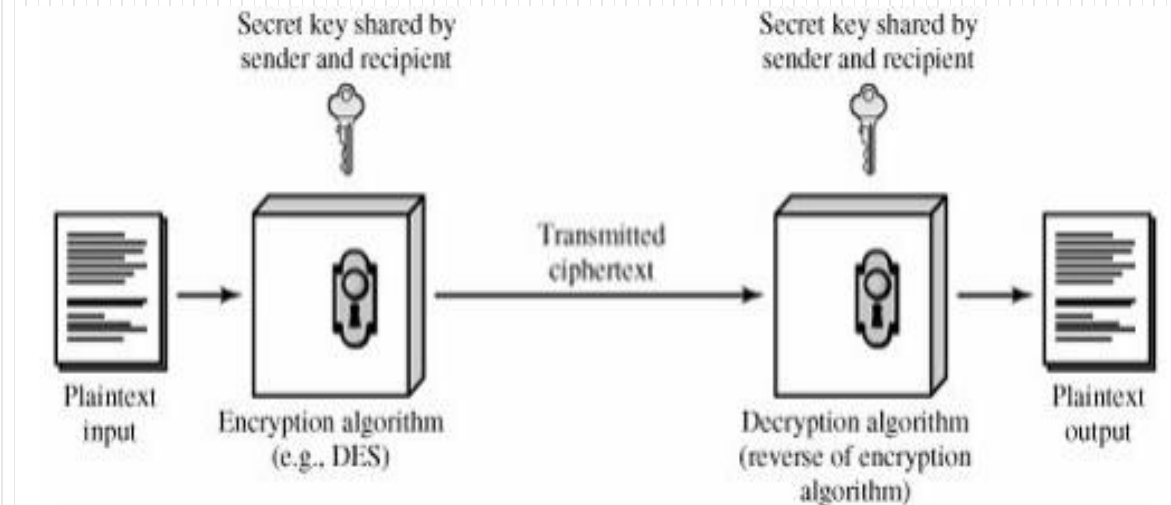 Secret key shared by
sender and recipient
Secret key shared by
sender and recipient
Transmitted
ciphertext
Plaintext
input
Encryption algorithm
(e.g., DES)
Decryption algorithm
(reverse of encryption
algorithm)
Plaintext
output